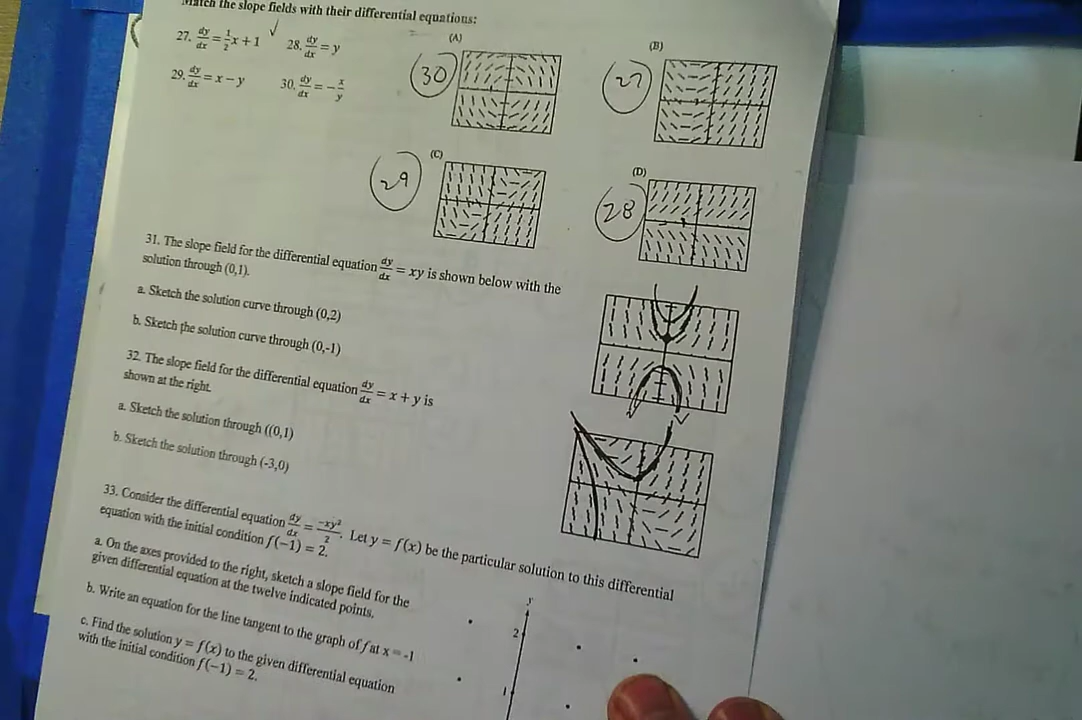 Match the slope fields with their differential equations:
27. dy/dx = 1/2 x + 1 ✓ 28. dy/dx = y
29. dy/dx = x − y 30. dy/dx = − x/y
(A)
30
(B)
27
(C)
29
(D)
28
31. The slope field for the differential equation dy/dx = xy is shown below with the
solution through (0,1).
a. Sketch the solution curve through (0,2)
b. Sketch the solution curve through (0,-1)
32. The slope field for the differential equation dy/dx = x + y is
shown at the right.
a. Sketch the solution through ((0,1)
b. Sketch the solution through (-3,0)
33. Consider the differential equation dy/dx = −xy²/2. Let y = f(x) be the particular solution to this differential
equation with the initial condition f(−1) = 2.
a. On the axes provided to the right, sketch a slope field for the
given differential equation at the twelve indicated points.
b. Write an equation for the line tangent to the graph of f at x = -1
c. Find the solution y = f(x) to the given differential equation
with the initial condition f(−1) = 2.
y
2
1